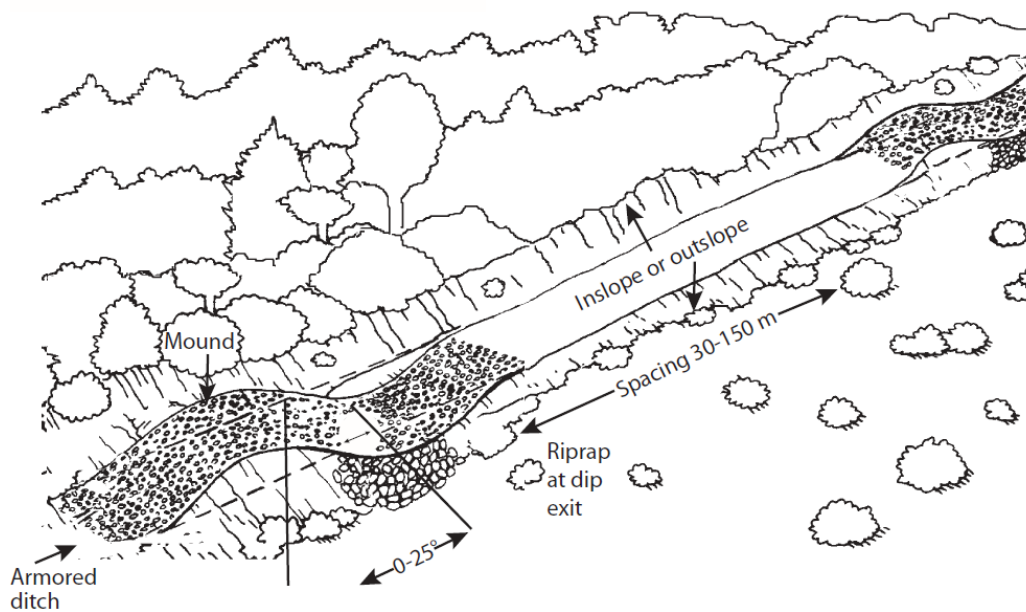 Inslope or outslope
Mound
Spacing 30-150 m
Riprap
at dip
exit
0-25°
Armored
ditch